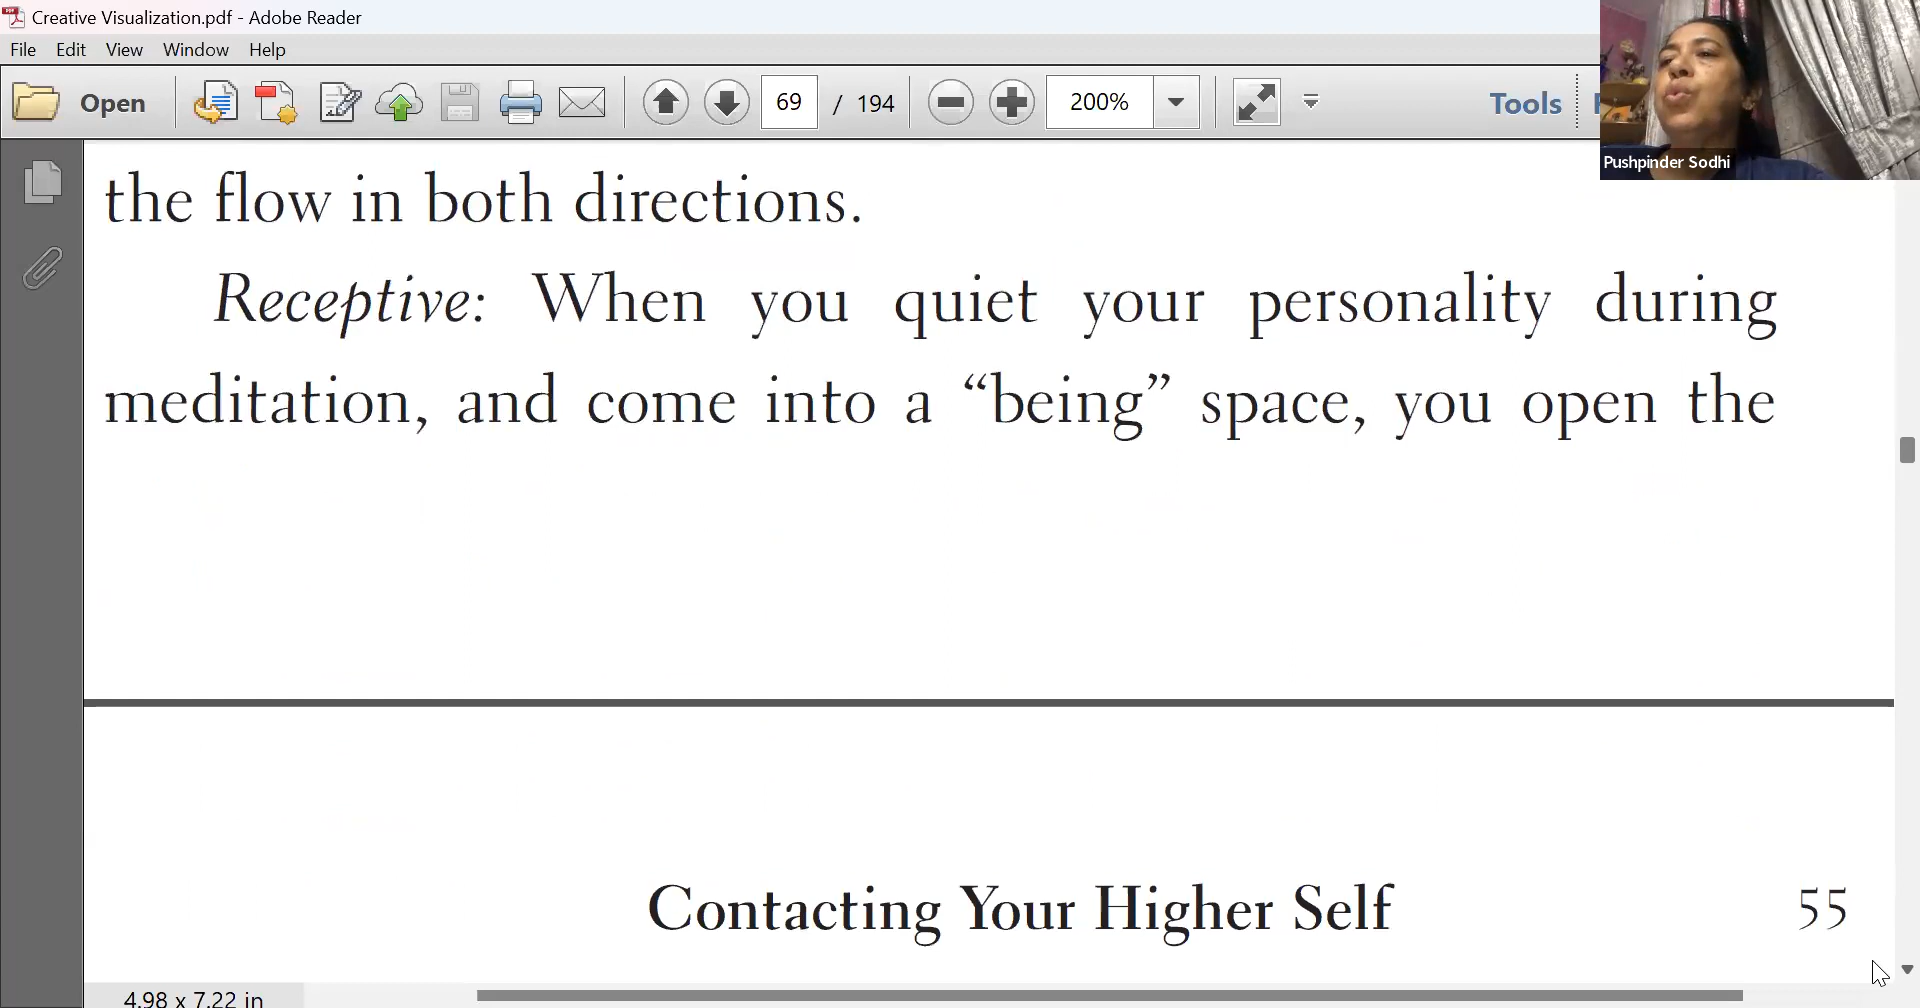 Creative Visualization.pdf - Adobe Reader
File Edit View Window Help
Open 69 / 194 200% Tools
Pushpinder Sodhi
the flow in both directions.
Receptive: When you quiet your personality during
meditation, and come into a “being” space, you open the
Contacting Your Higher Self 55
4.98 x 7.22 in